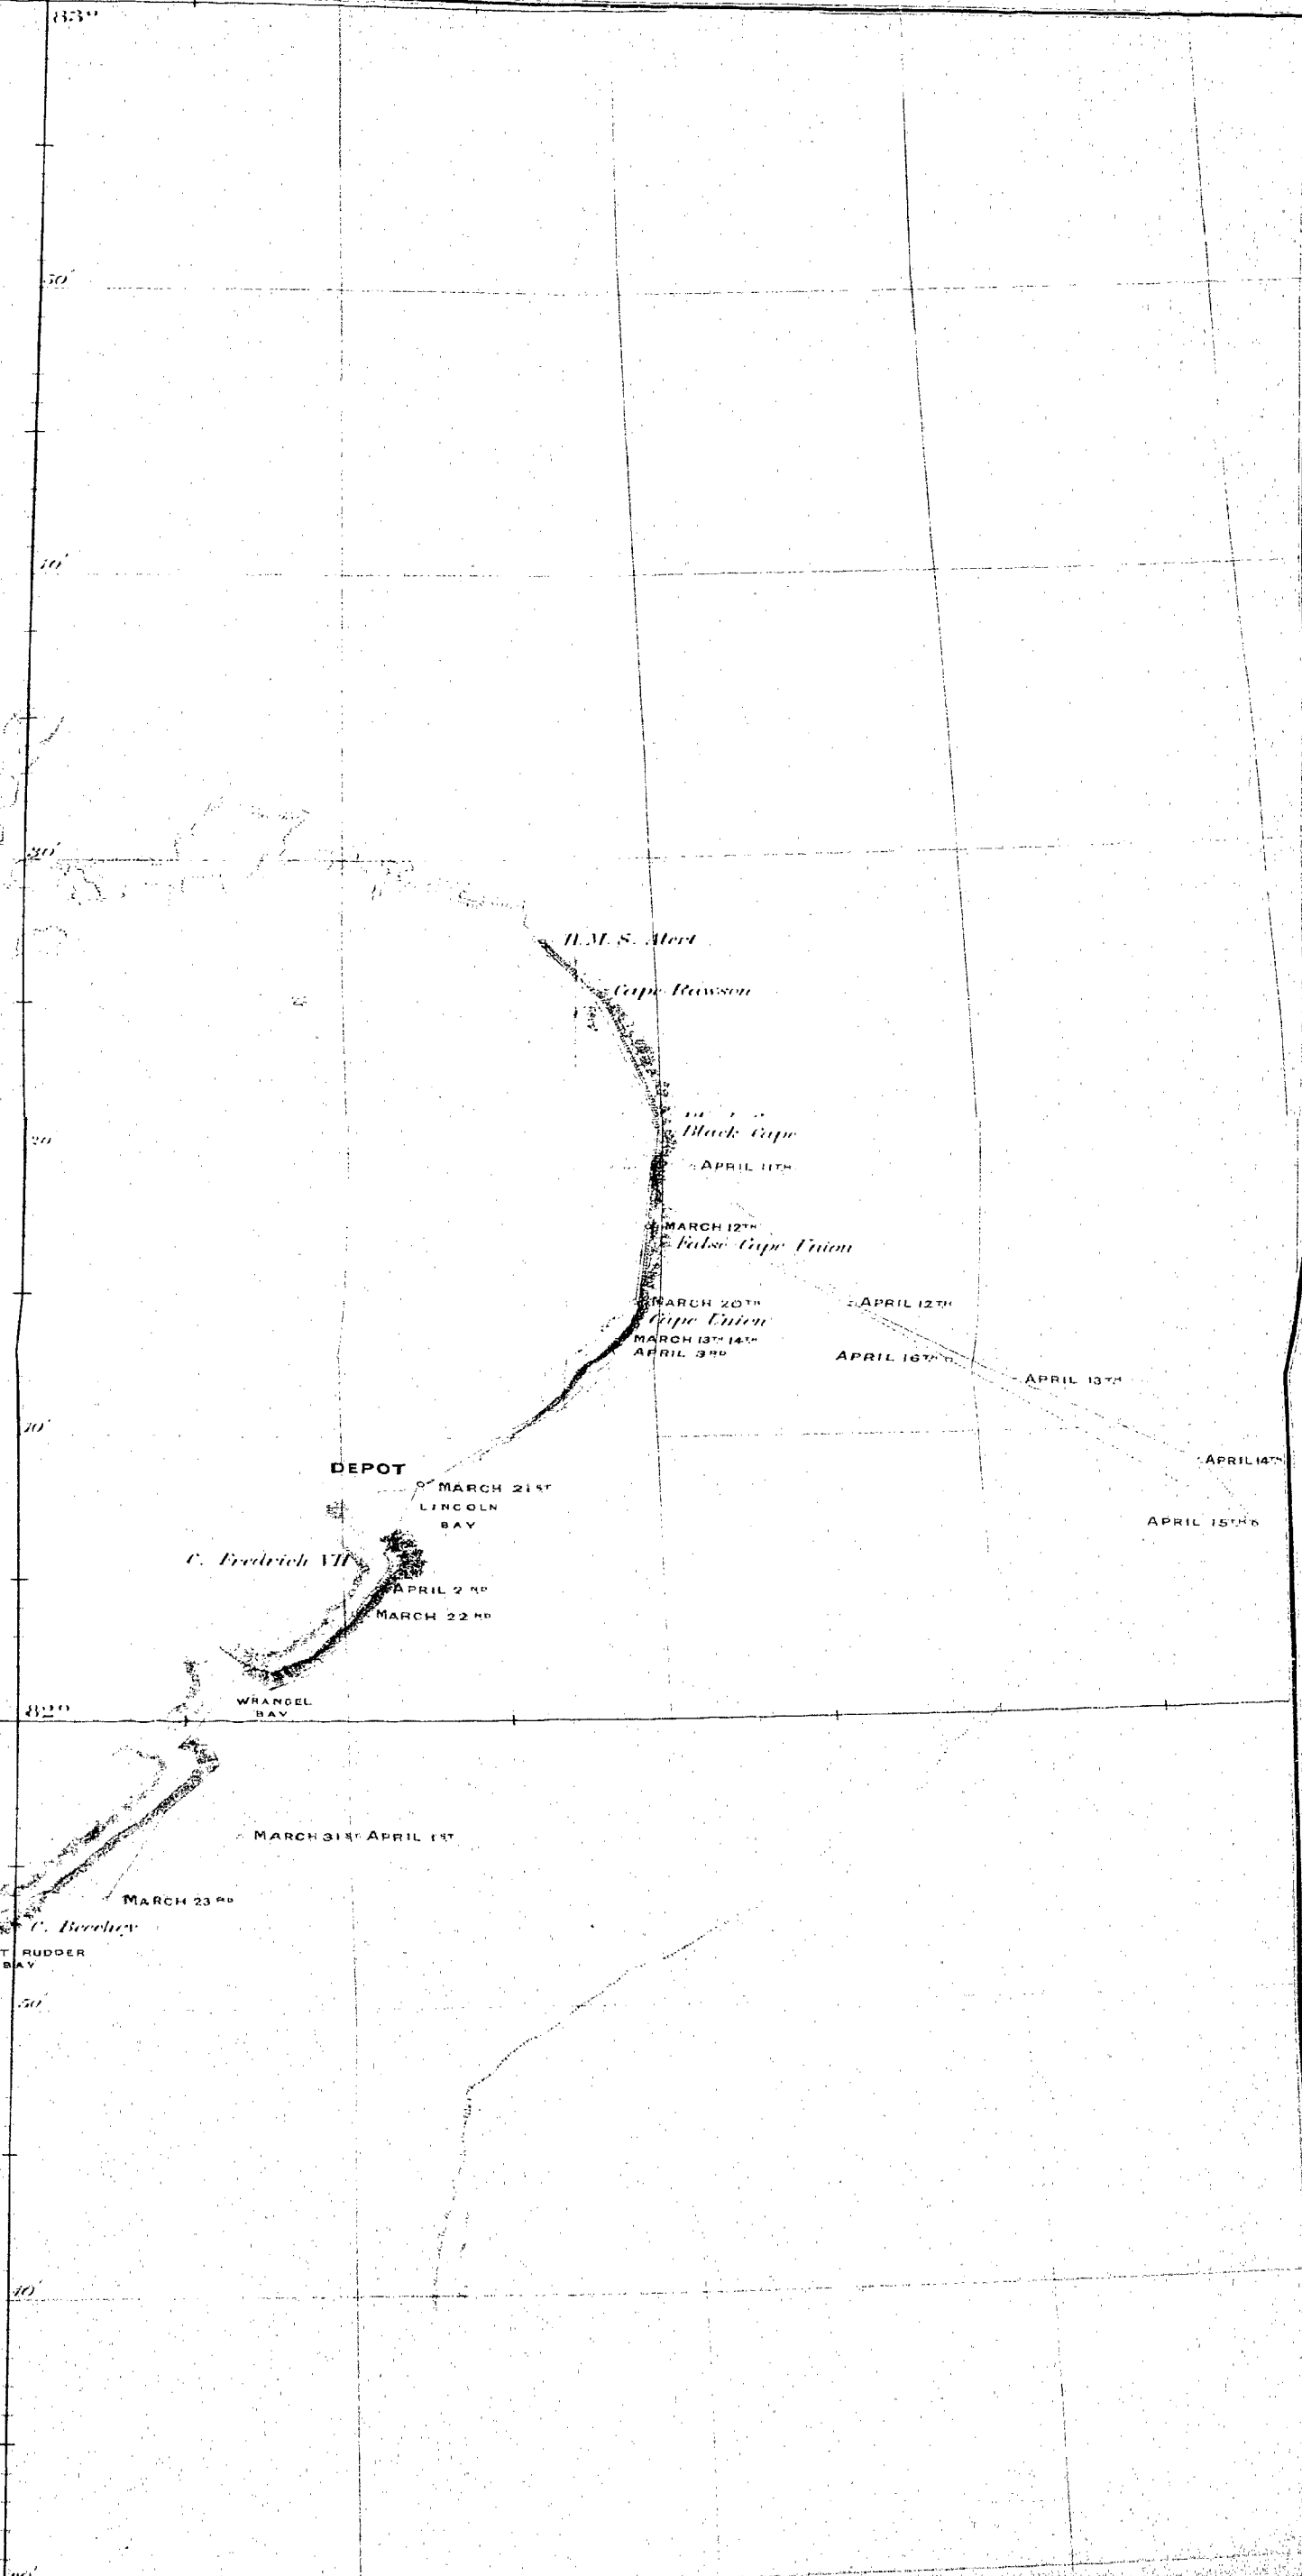 83°
50'
40'
30'
H.M.S. Alert
Cape Rawson
20
Black Cape
APRIL 11TH
MARCH 12TH
False Cape Union
MARCH 20TH
APRIL 12TH
Cape Union
MARCH 13TH 14TH
APRIL 3RD
APRIL 16TH
APRIL 13TH
10'
APRIL 14TH
DEPOT
MARCH 21ST
LINCOLN
BAY
APRIL 15TH
C. Fredrich VII
APRIL 2ND
MARCH 22ND
WRANGEL
BAY
82°
MARCH 31ST APRIL 1ST
MARCH 23RD
C. Beechey
T RUDDER
BAY
50'
40'